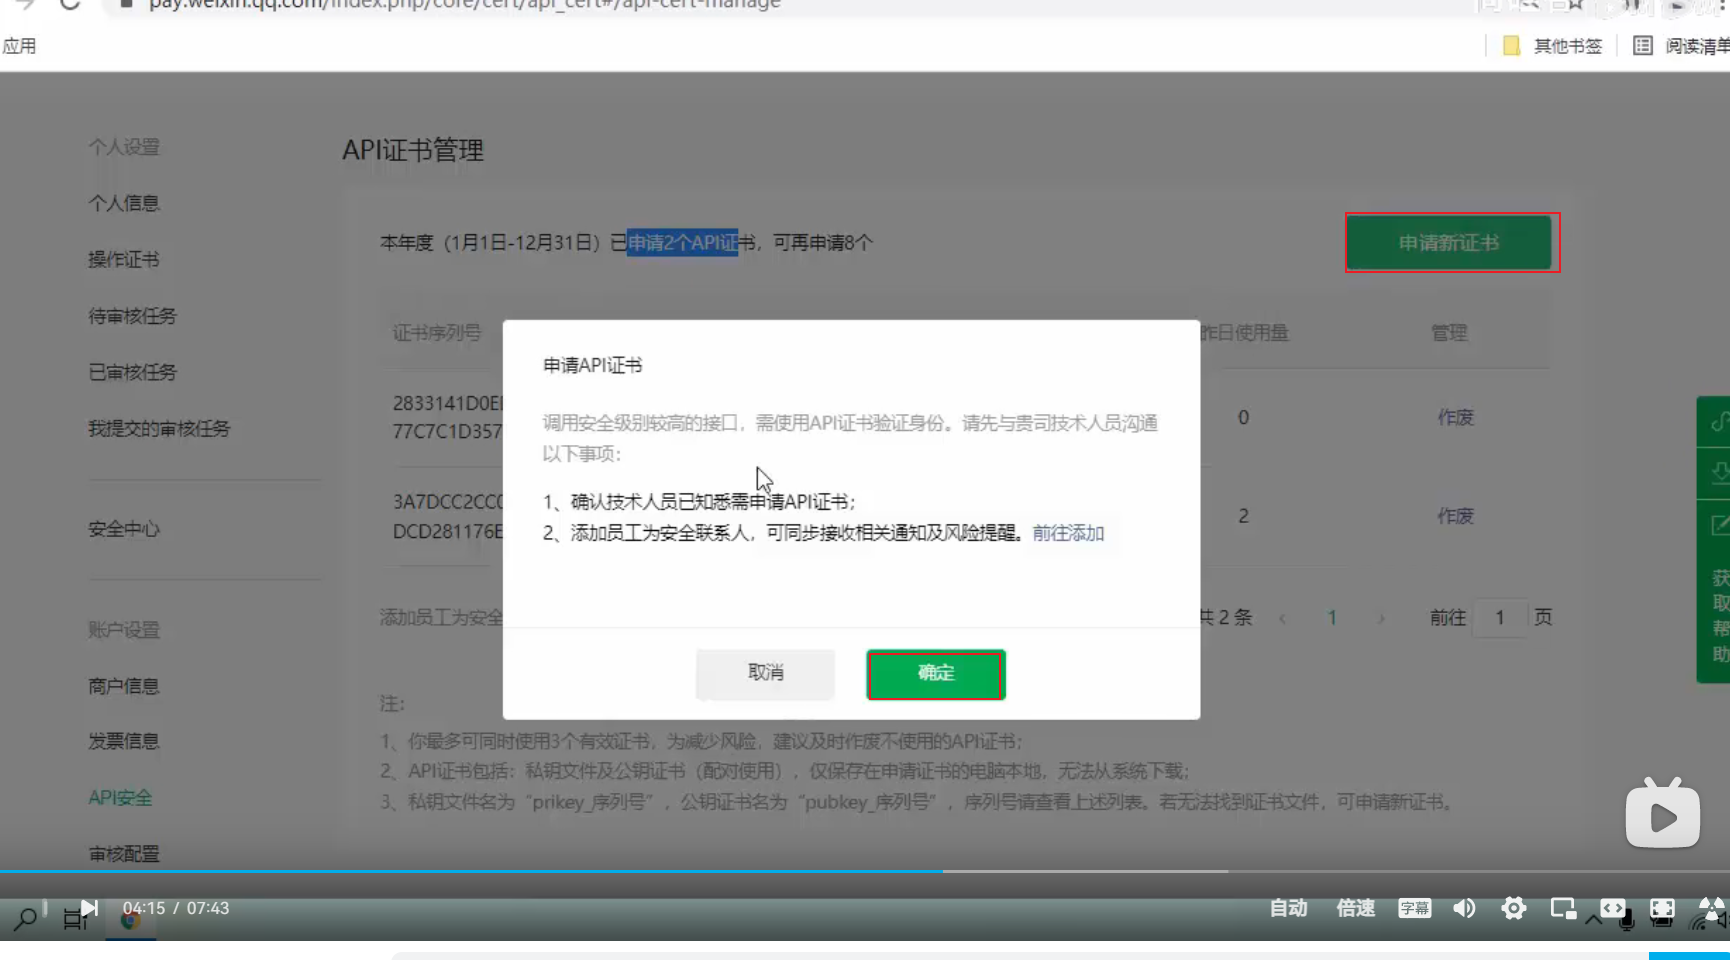 pay.weixin.qq.com/index.php/core/cert/api_cert#/api-cert-manage
应用
其他书签
阅读清单
个人设置
API证书管理
个人信息
本年度（1月1日-12月31日）已申请2个API证书，可再申请8个
申请新证书
操作证书
待审核任务
证书序列号
昨日使用量
管理
已审核任务
申请API证书
2833141D0E
77C7C1D357
0
作废
我提交的审核任务
调用安全级别较高的接口，需使用API证书验证身份。请先与贵司技术人员沟通
以下事项：
1、确认技术人员已知悉需申请API证书；
2、添加员工为安全联系人，可同步接收相关通知及风险提醒。前往添加
3A7DCC2CC0
DCD281176E
2
作废
安全中心
获
取
帮
助
添加员工为安全
共 2 条
1
前往
1
页
账户设置
取消
确定
商户信息
注：
发票信息
1、你最多可同时使用3个有效证书，为减少风险，建议及时作废不使用的API证书；
2、API证书包括：私钥文件及公钥证书（配对使用），仅保存在申请证书的电脑本地，无法从系统下载；
API安全
3、私钥文件名为“prikey_序列号”，公钥证书名为“pubkey_序列号”，序列号请查看上述列表。若无法找到证书文件，可申请新证书。
审核配置
04:15 / 07:43
自动
倍速
字幕